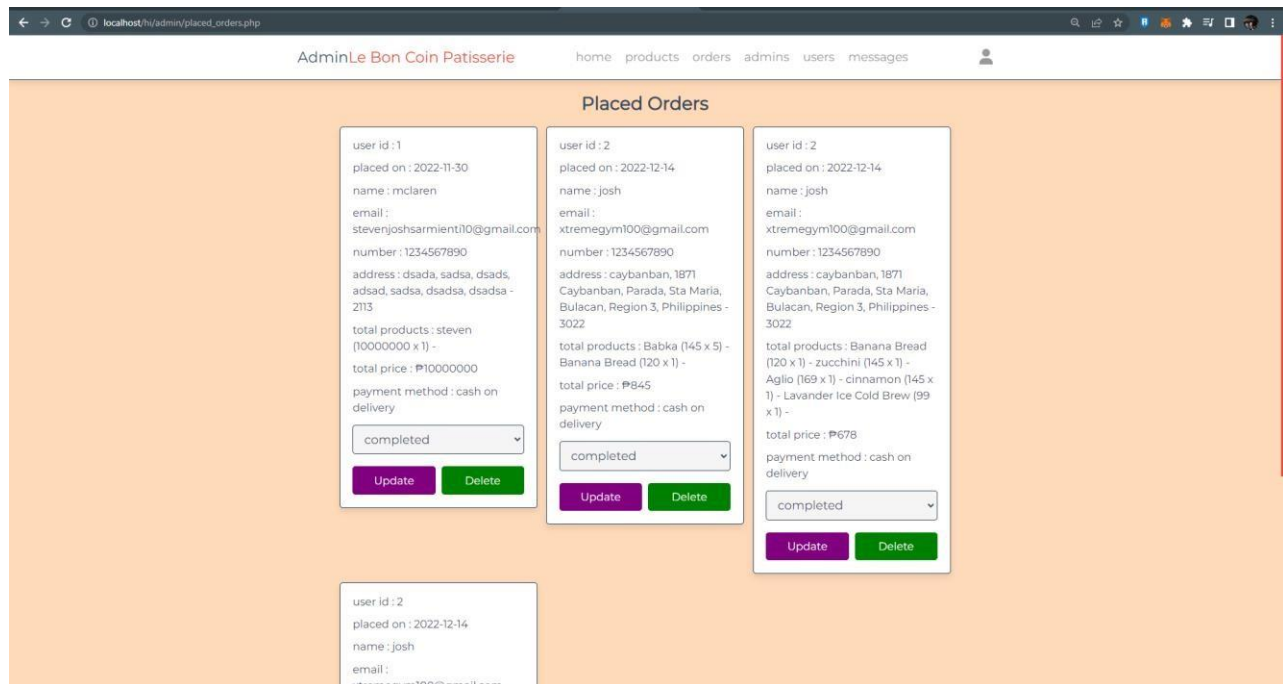 localhost/hi/admin/placed_orders.php
AdminLe Bon Coin Patisserie
home products orders admins users messages
Placed Orders
user id : 1
placed on : 2022-11-30
name : mclaren
email :
stevenjoshsarmienti10@gmail.com
number : 1234567890
address : dsada, sadsa, dsads,
adsad, sadsa, dsadsa, dsadsa -
2113
total products : steven
(10000000 x 1) -
total price : ₱10000000
payment method : cash on
delivery
completed
Update Delete
user id : 2
placed on : 2022-12-14
name : josh
email :
xtremegym100@gmail.com
number : 1234567890
address : caybanban, 1871
Caybanban, Parada, Sta Maria,
Bulacan, Region 3, Philippines -
3022
total products : Babka (145 x 5) -
Banana Bread (120 x 1) -
total price : ₱845
payment method : cash on
delivery
completed
Update Delete
user id : 2
placed on : 2022-12-14
name : josh
email :
xtremegym100@gmail.com
number : 1234567890
address : caybanban, 1871
Caybanban, Parada, Sta Maria,
Bulacan, Region 3, Philippines -
3022
total products : Banana Bread
(120 x 1) - zucchini (145 x 1) -
Aglio (169 x 1) - cinnamon (145 x
1) - Lavander Ice Cold Brew (99
x 1) -
total price : ₱678
payment method : cash on
delivery
completed
Update Delete
user id : 2
placed on : 2022-12-14
name : josh
email :